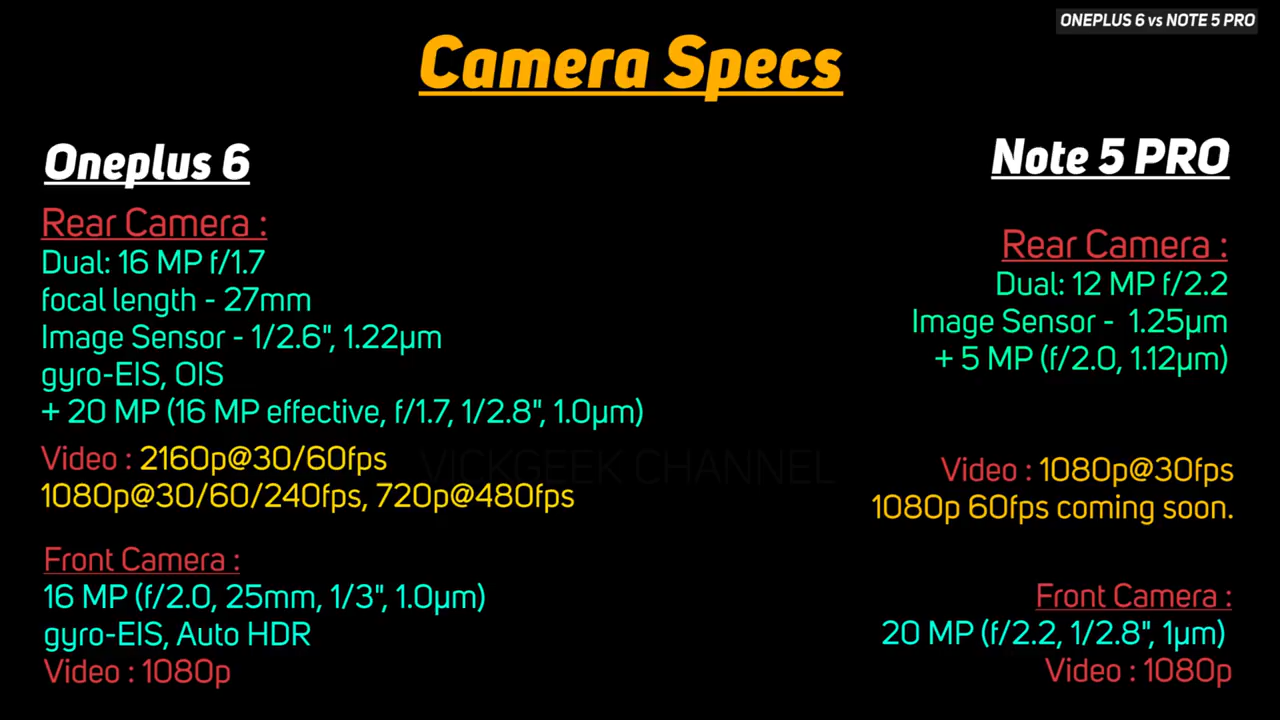 ONEPLUS 6 vs NOTE 5 PRO
Camera Specs
Oneplus 6
Rear Camera :
Dual: 16 MP f/1.7
focal length - 27mm
Image Sensor - 1/2.6", 1.22µm
gyro-EIS, OIS
+ 20 MP (16 MP effective, f/1.7, 1/2.8", 1.0µm)
Video : 2160p@30/60fps
1080p@30/60/240fps, 720p@480fps
Front Camera :
16 MP (f/2.0, 25mm, 1/3", 1.0µm)
gyro-EIS, Auto HDR
Video : 1080p
Note 5 PRO
Rear Camera :
Dual: 12 MP f/2.2
Image Sensor - 1.25µm
+ 5 MP (f/2.0, 1.12µm)
Video : 1080p@30fps
1080p 60fps coming soon.
Front Camera :
20 MP (f/2.2, 1/2.8", 1µm)
Video : 1080p
VICKGEEK CHANNEL